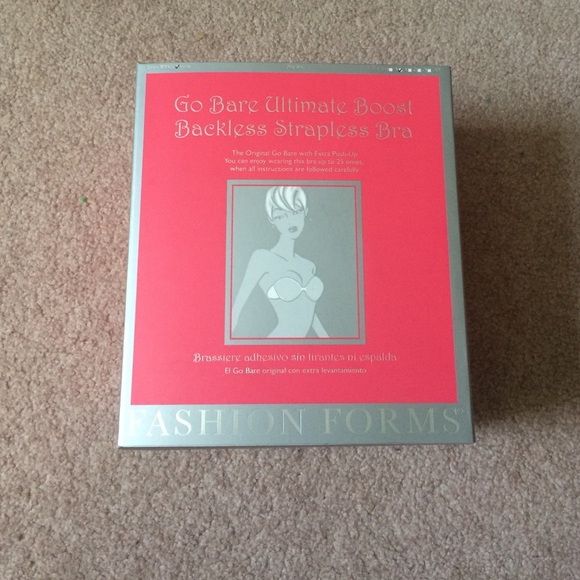 Go Bare Ultimate Boost
Backless Strapless Bra
The Original Go Bare with Extra Push-Up
You can enjoy wearing this bra up to 25 times,
when all instructions are followed carefully
Brassiere adhesivo sin tirantes ni espalda
El Go Bare original con extra levantamiento
FASHION FORMS